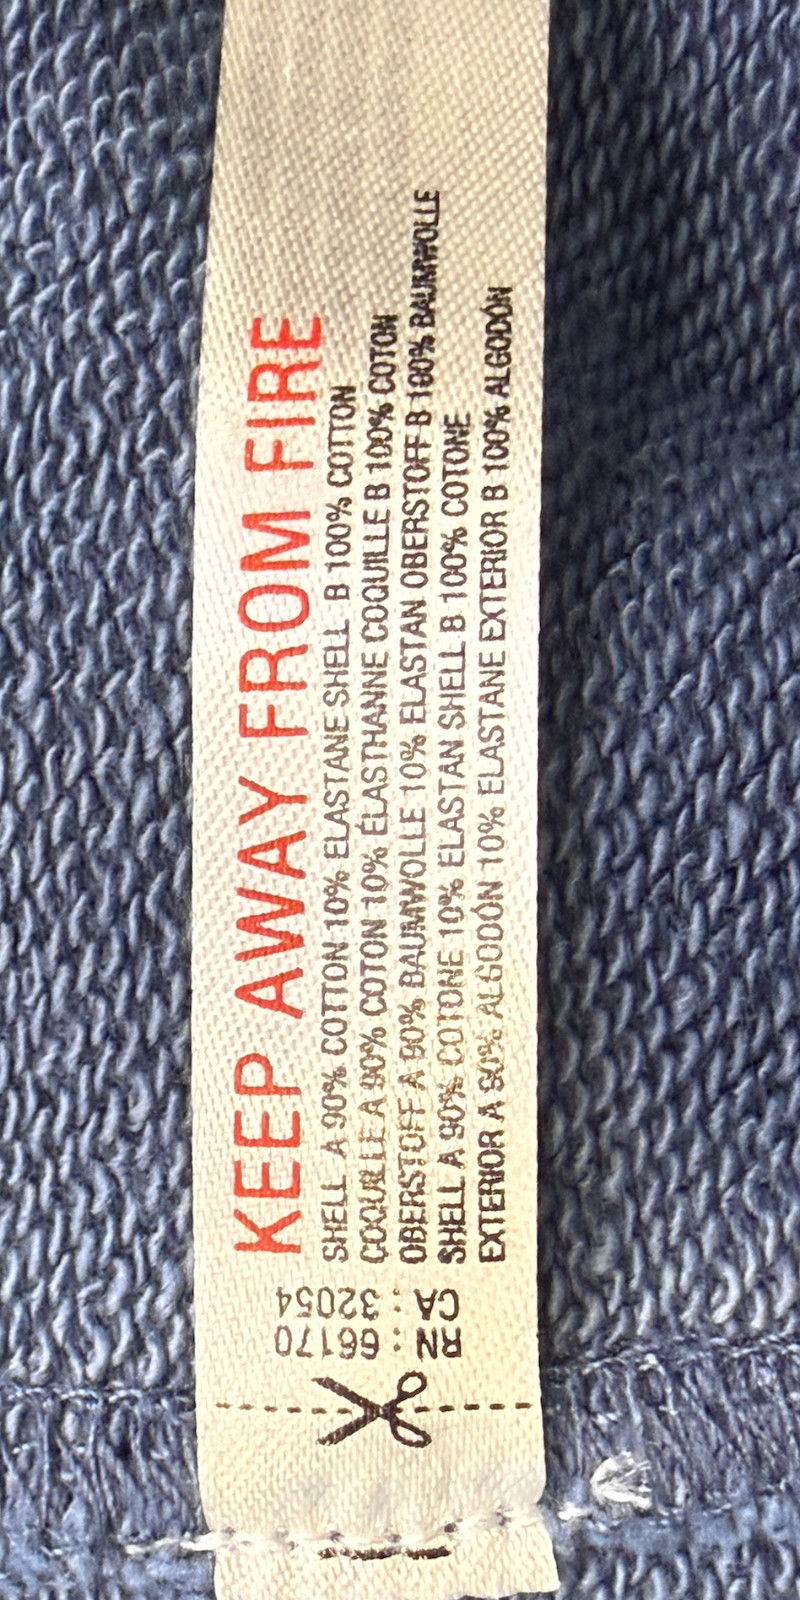 KEEP AWAY FROM FIRE
SHELL A 90% COTTON 10% ELASTANE SHELL B 100% COTTON
COQUILLE A 90% COTON 10% ÉLASTHANNE COQUILLE B 100% COTON
OBERSTOFF A 90% BAUMWOLLE 10% ELASTAN OBERSTOFF B 100% BAUMWOLLE
SHELL A 90% COTONE 10% ELASTAN SHELL B 100% COTONE
EXTERIOR A 90% ALGODÓN 10% ELASTANE EXTERIOR B 100% ALGODÓN
RN : 66170
CA : 32054